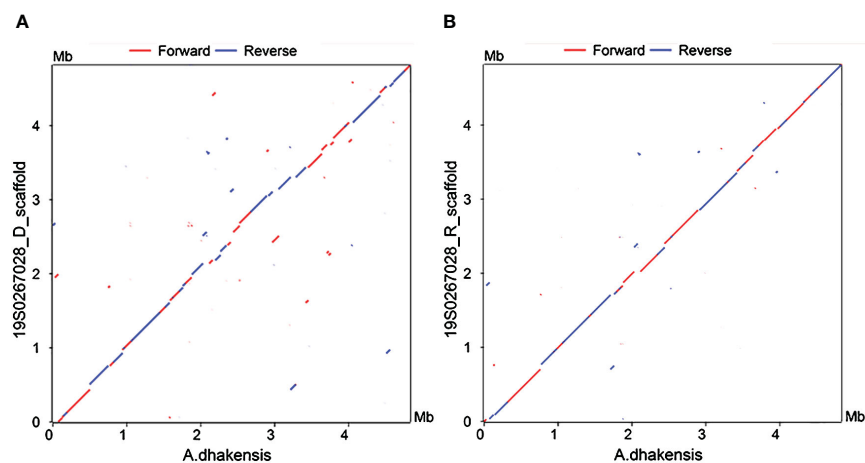 A
Mb
Forward
Reverse
19S0267028_D_scaffold
4
3
2
1
0
0 1 2 3 4
Mb
A.dhakensis
B
Mb
Forward
Reverse
19S0267028_R_scaffold
4
3
2
1
0
0 1 2 3 4
Mb
A.dhakensis